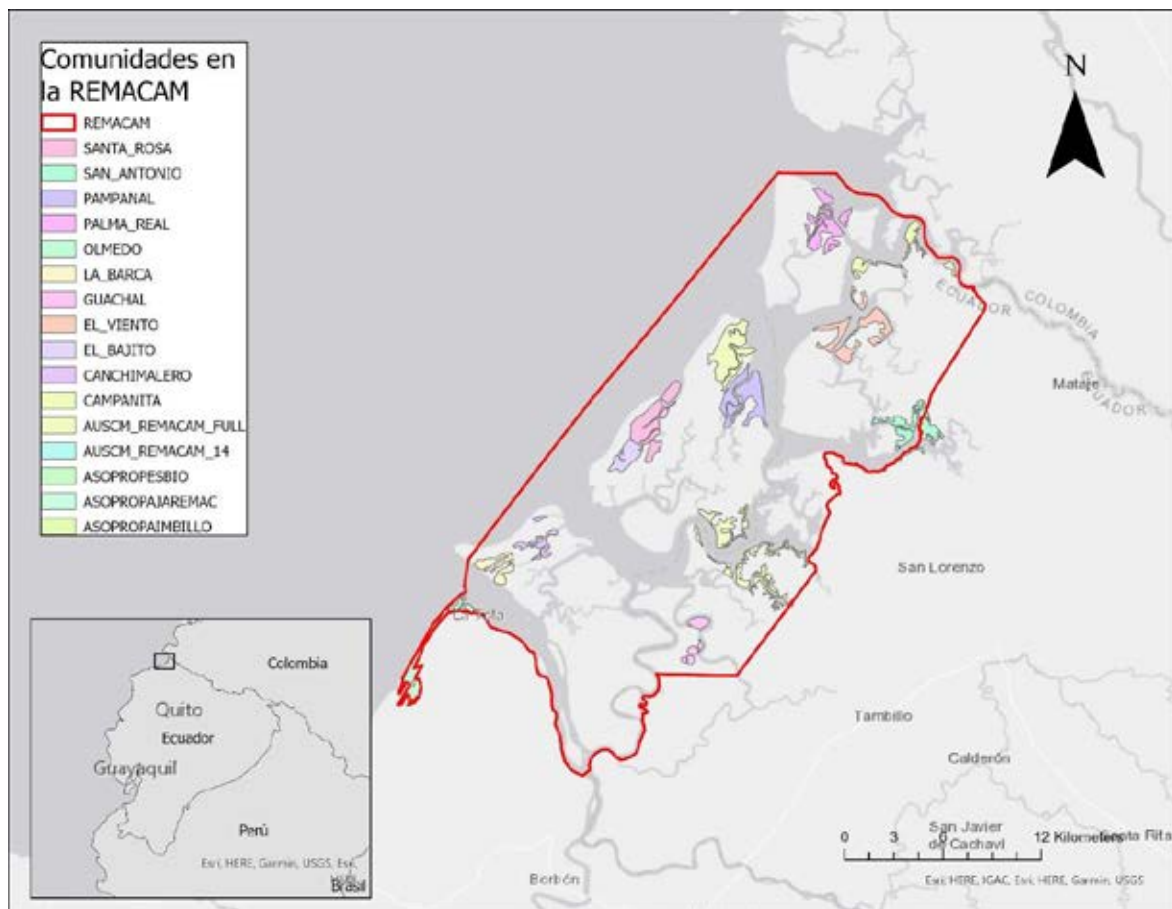 Comunidades en
la REMACAM
REMACAM
SANTA_ROSA
SAN_ANTONIO
PAMPANAL
PALMA_REAL
OLMEDO
LA_BARCA
GUACHAL
EL_VIENTO
EL_BAJITO
CANCHIMALERO
CAMPANITA
AUSCM_REMACAM_FULL
AUSCM_REMACAM_14
ASOPROPESBIO
ASOPROPAJAREMAC
ASOPROPAIMBILLO
N
ECUADOR
COLOMBIA
ECUADOR
Mataje
San Lorenzo
Tambillo
Calderón
San Javier
de Cachaví
Borbón
0 3 6 12 Kilometers
Esri, HERE, IGAC, Esri, HERE, Garmin, USGS
Colombia
Quito
Ecuador
Guayaquil
Perú
Esri, HERE, Garmin, USGS, Esri,
Brasil